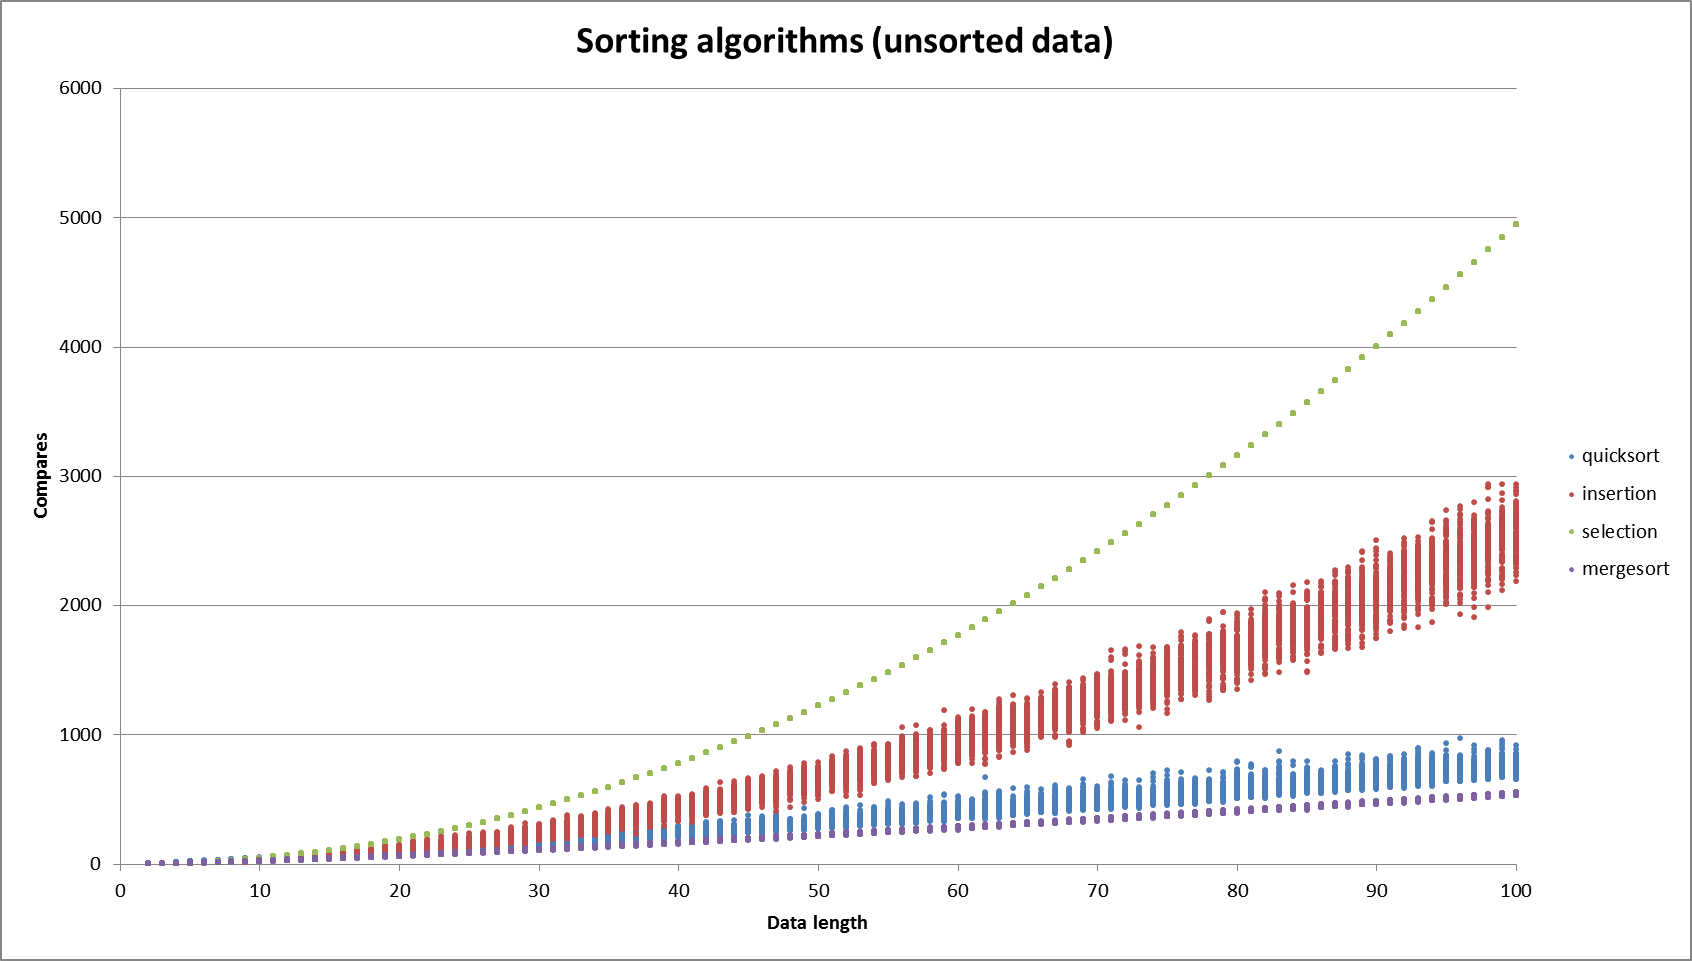 Sorting algorithms (unsorted data)
6000
5000
4000
3000
2000
1000
0
Compares
0 10 20 30 40 50 60 70 80 90 100
Data length
quicksort
insertion
selection
mergesort